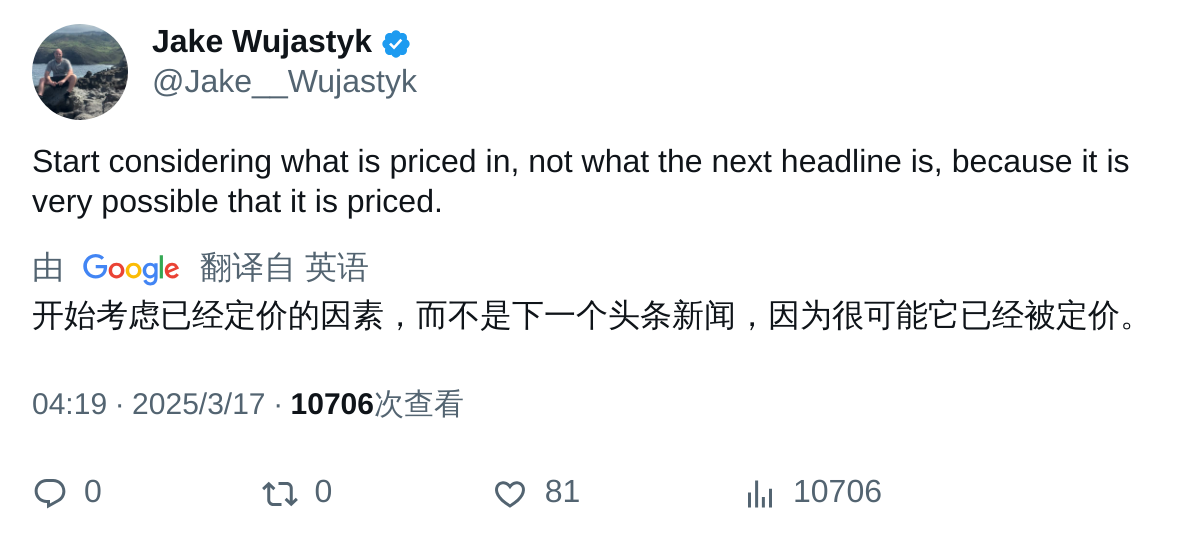 Jake Wujastyk
@Jake__Wujastyk
Start considering what is priced in, not what the next headline is, because it is
very possible that it is priced.
由 Google 翻译自 英语
开始考虑已经定价的因素，而不是下一个头条新闻，因为很可能它已经被定价。
04:19 · 2025/3/17 · 10706次查看
0 0 81 10706